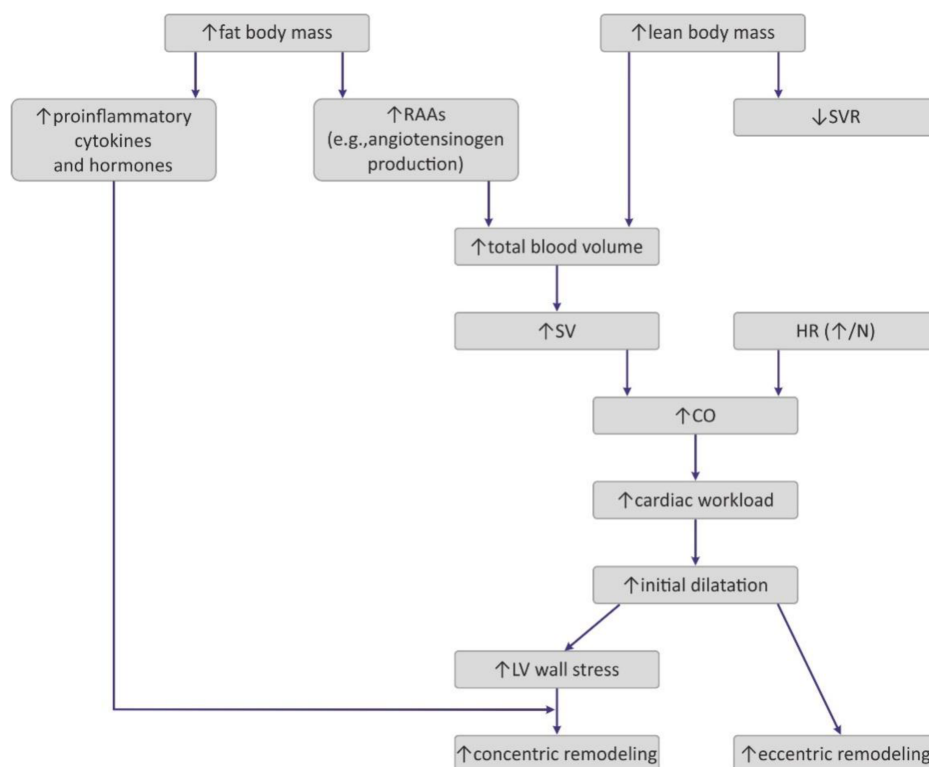 ↑fat body mass
↑lean body mass
↑proinflammatory
cytokines
and hormones
↑RAAs
(e.g.,angiotensinogen
production)
↓SVR
↑total blood volume
↑SV
HR (↑/N)
↑CO
↑cardiac workload
↑initial dilatation
↑LV wall stress
↑concentric remodeling
↑eccentric remodeling